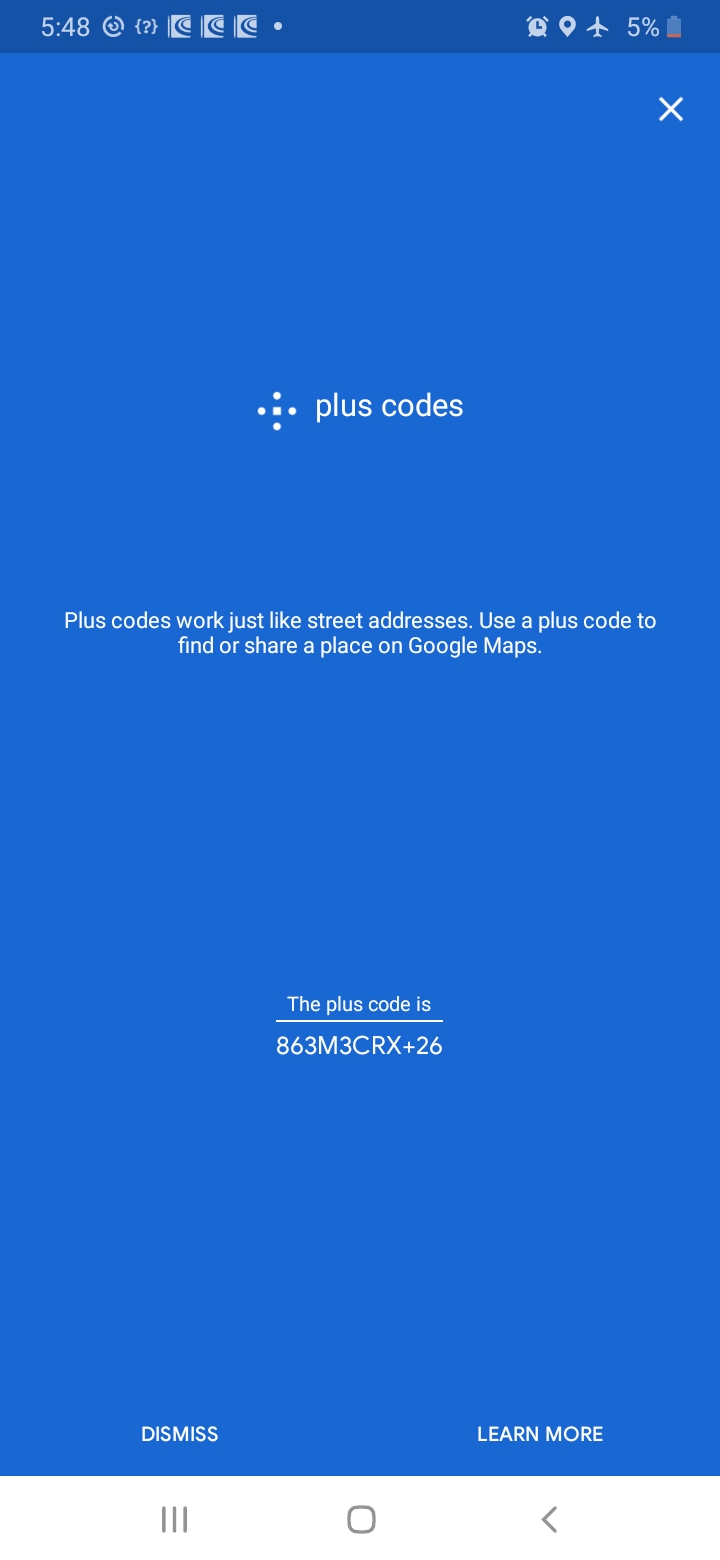 5:48 {?} 5%
plus codes
Plus codes work just like street addresses. Use a plus code to
find or share a place on Google Maps.
The plus code is
863M3CRX+26
DISMISS LEARN MORE